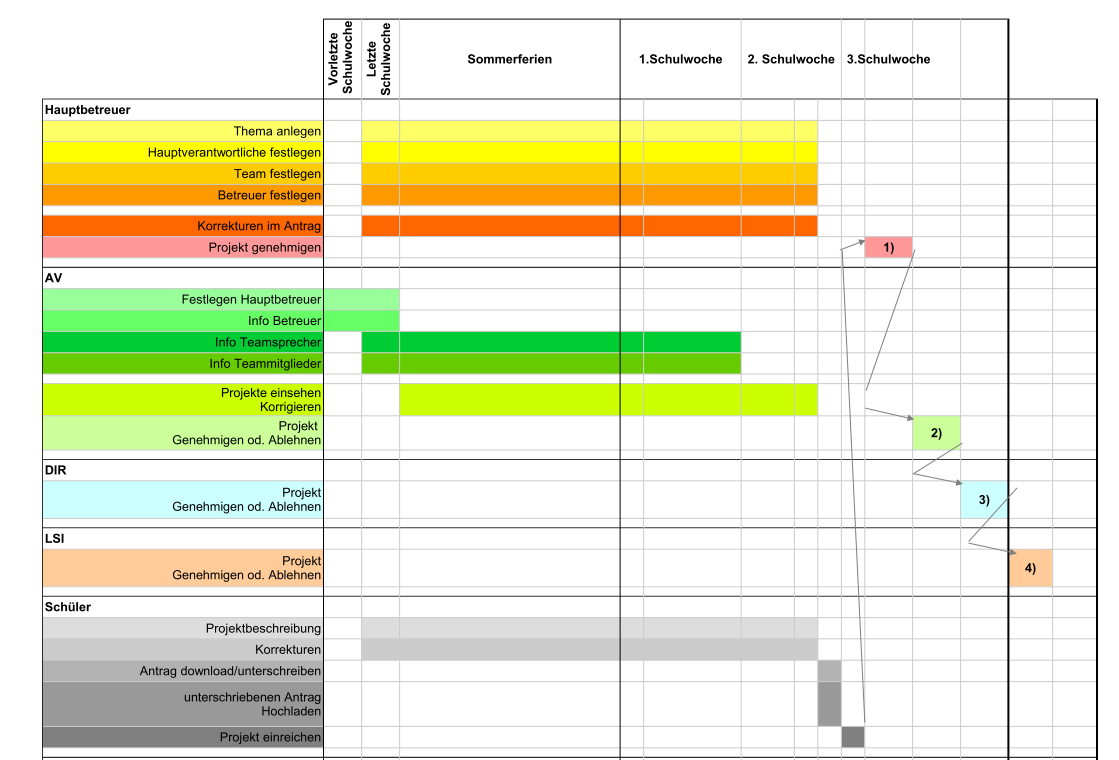 Vorletzte
Schulwoche
Letzte
Schulwoche
Sommerferien
1.Schulwoche
2. Schulwoche
3.Schulwoche
Hauptbetreuer
Thema anlegen
Hauptverantwortliche festlegen
Team festlegen
Betreuer festlegen
Korrekturen im Antrag
Projekt genehmigen
1)
AV
Festlegen Hauptbetreuer
Info Betreuer
Info Teamsprecher
Info Teammitglieder
Projekte einsehen
Korrigieren
Projekt
Genehmigen od. Ablehnen
2)
DIR
Projekt
Genehmigen od. Ablehnen
3)
LSI
Projekt
Genehmigen od. Ablehnen
4)
Schüler
Projektbeschreibung
Korrekturen
Antrag download/unterschreiben
unterschriebenen Antrag
Hochladen
Projekt einreichen